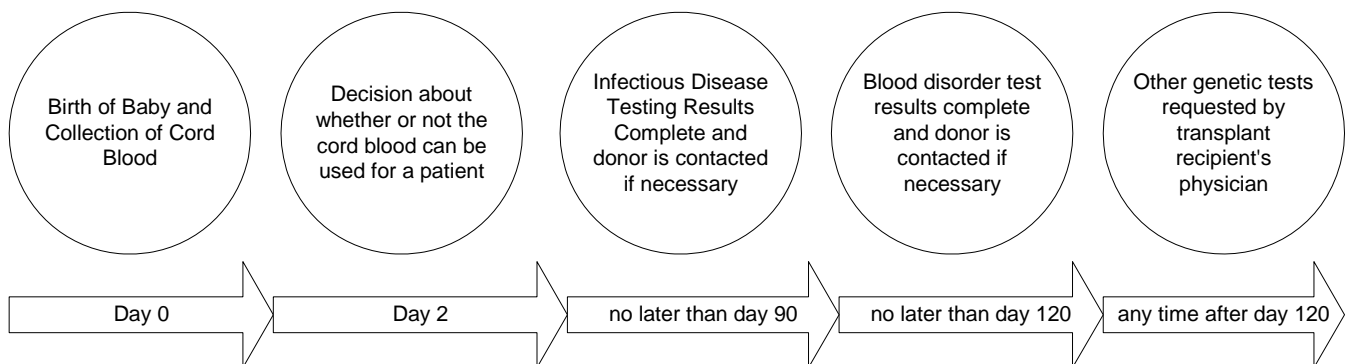 Birth of Baby and
Collection of Cord
Blood
Decision about
whether or not the
cord blood can be
used for a patient
Infectious Disease
Testing Results
Complete and
donor is contacted
if necessary
Blood disorder test
results complete
and donor is
contacted if
necessary
Other genetic tests
requested by
transplant
recipient's
physician
Day 0
Day 2
no later than day 90
no later than day 120
any time after day 120